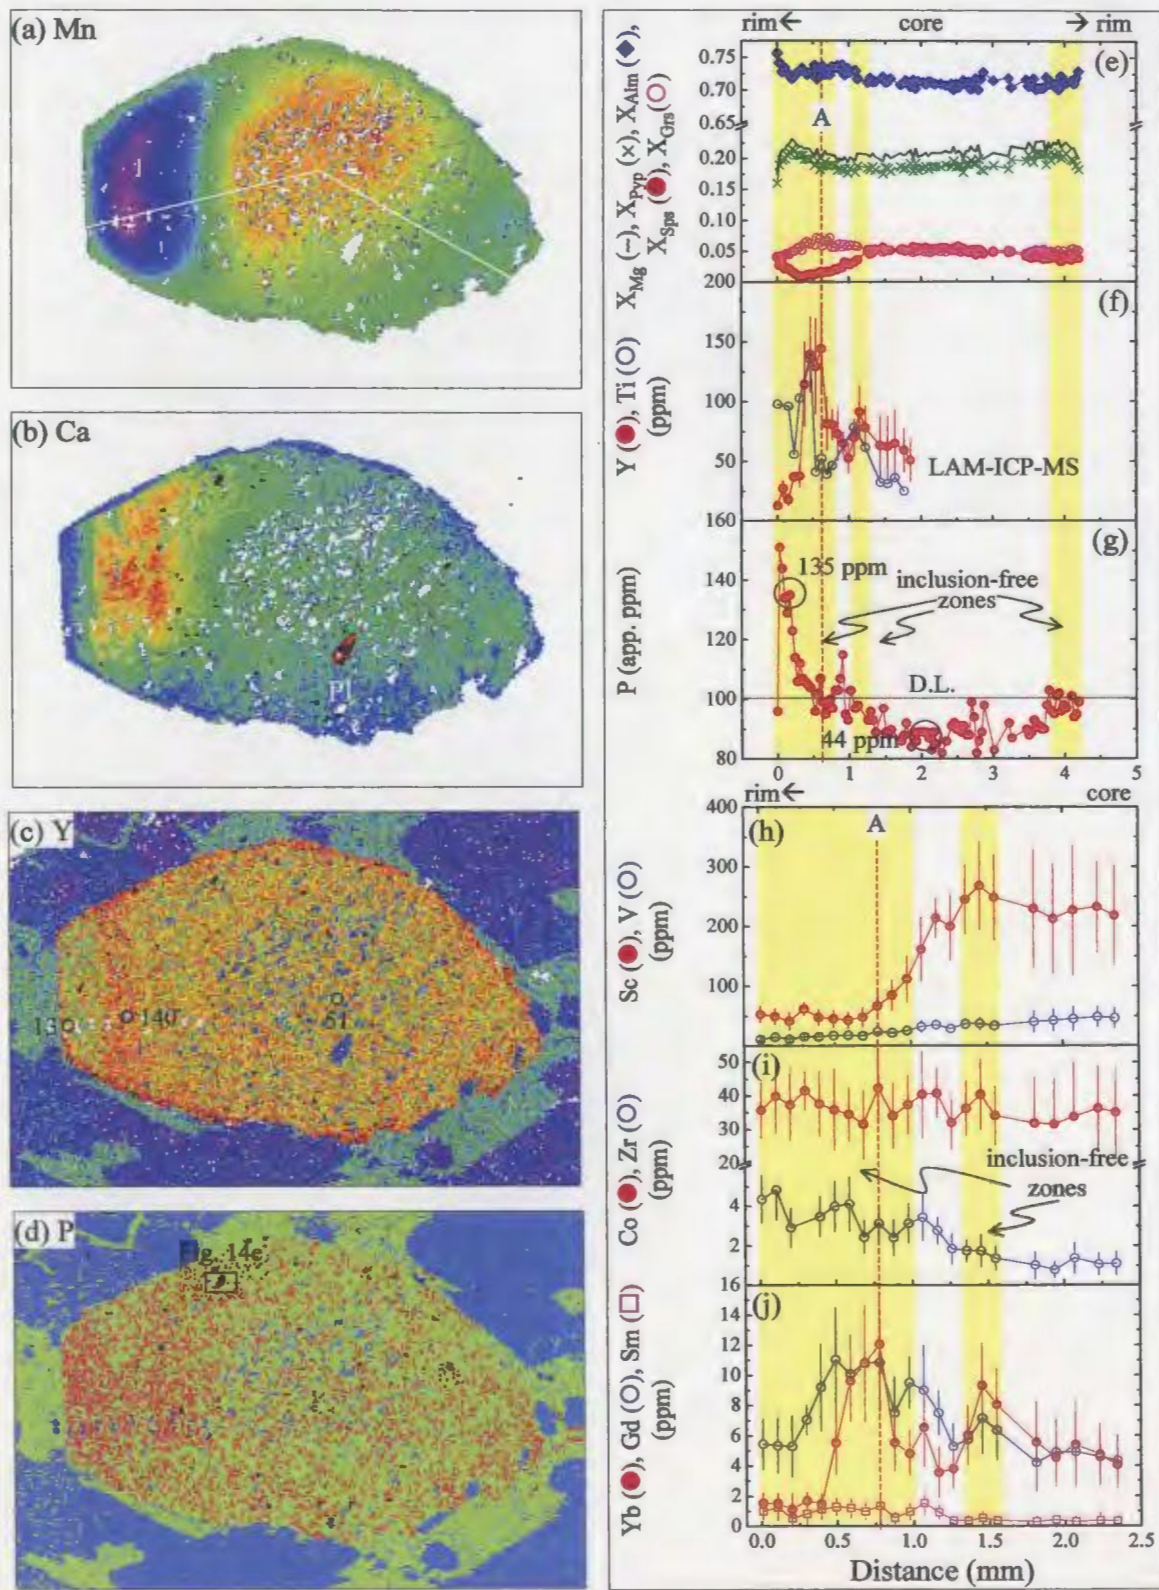 (a) Mn
(b) Ca
Pl
(c) Y
13
140
51
(d) P
Fig. 14e
rim
core
rim
X_Mg (−), X_Pyp (×), X_Alm (◆),
X_Sps (●), X_Grs (○)
(e)
0.75
0.70
0.65
0.20
0.15
0.10
0.05
A
Y (●), Ti (○)
(ppm)
(f)
200
150
100
50
LAM-ICP-MS
P (app. ppm)
(g)
160
140
120
100
80
135 ppm
inclusion-free
zones
D.L.
44 ppm
0 1 2 3 4 5
rim
core
Sc (●), V (○)
(ppm)
(h)
400
300
200
100
A
Co (●), Zr (○)
(ppm)
(i)
50
40
30
20
4
2
inclusion-free
zones
Yb (●), Gd (○), Sm (□)
(ppm)
(j)
16
14
12
10
8
6
4
2
0
0.0 0.5 1.0 1.5 2.0 2.5
Distance (mm)